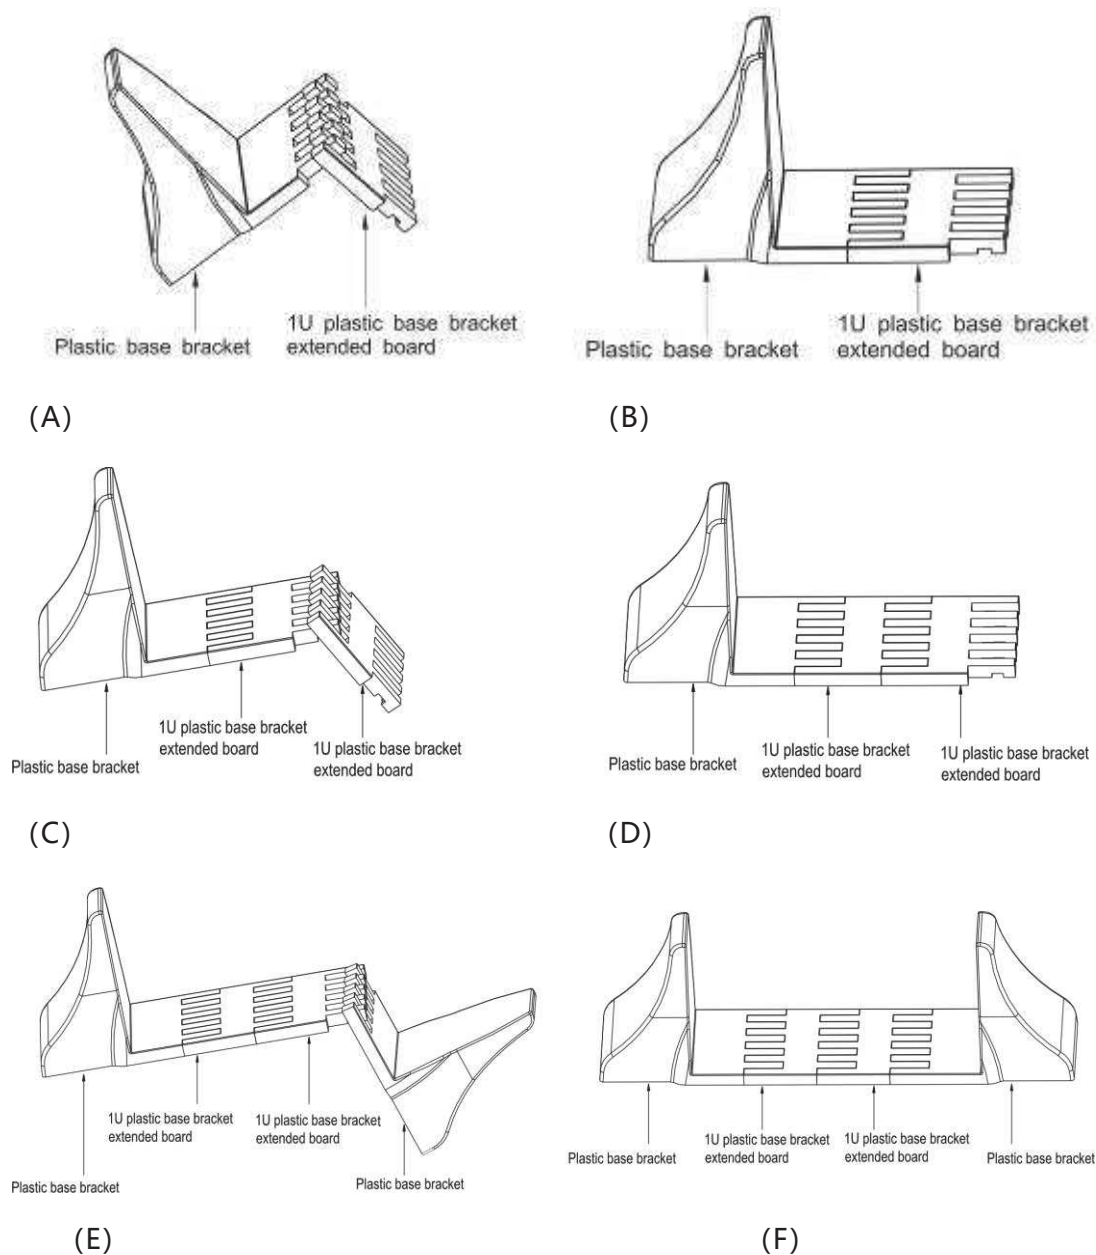 Plastic base bracket
1U plastic base bracket
extended board
Plastic base bracket
1U plastic base bracket
extended board
(A)
(B)
Plastic base bracket
1U plastic base bracket
extended board
1U plastic base bracket
extended board
Plastic base bracket
1U plastic base bracket
extended board
1U plastic base bracket
extended board
(C)
(D)
Plastic base bracket
1U plastic base bracket
extended board
1U plastic base bracket
extended board
Plastic base bracket
Plastic base bracket
1U plastic base bracket
extended board
1U plastic base bracket
extended board
Plastic base bracket
(E)
(F)